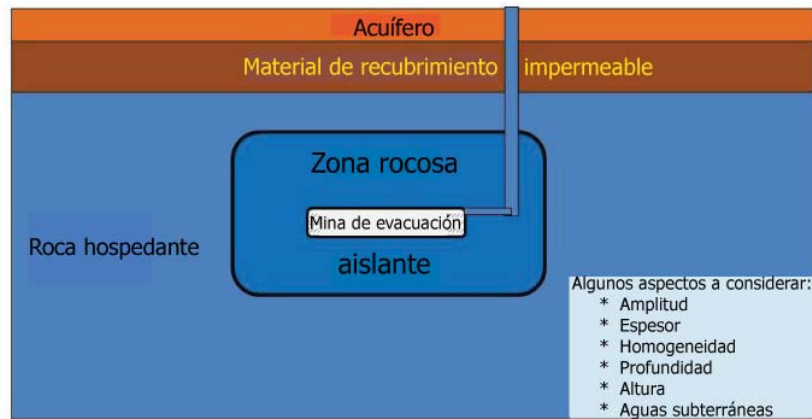 Acuífero
Material de recubrimiento impermeable
Zona rocosa
Mina de evacuación
Roca hospedante
aislante
Algunos aspectos a considerar:
* Amplitud
* Espesor
* Homogeneidad
* Profundidad
* Altura
* Aguas subterráneas